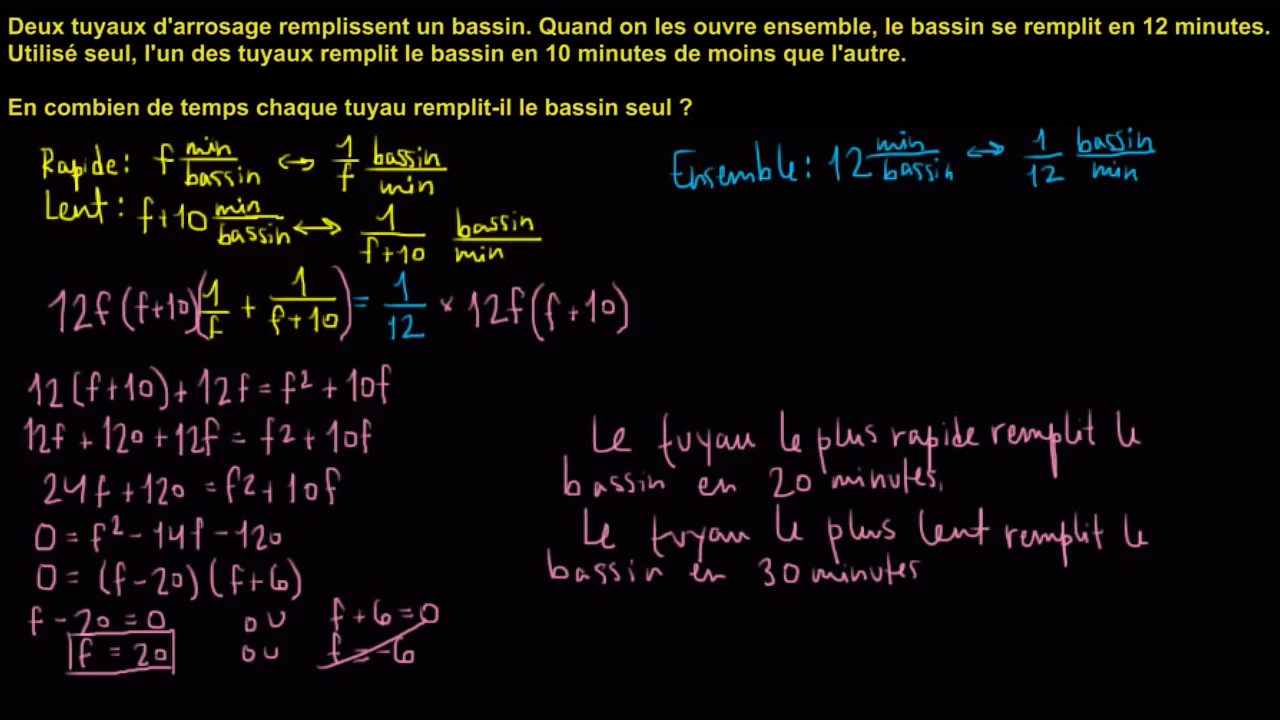 Deux tuyaux d'arrosage remplissent un bassin. Quand on les ouvre ensemble, le bassin se remplit en 12 minutes.
Utilisé seul, l'un des tuyaux remplit le bassin en 10 minutes de moins que l'autre.
En combien de temps chaque tuyau remplit-il le bassin seul ?
Rapide: f min/bassin ↔ 1/f bassin/min
Ensemble: 12 min/bassin ↔ 1/12 bassin/min
Lent: f+10 min/bassin ↔ 1/(f+10) bassin/min
12f(f+10)(1/f + 1/(f+10)) = 1/12 × 12f(f+10)
12(f+10)+12f = f²+10f
12f+120+12f = f²+10f
24f+120 = f²+10f
0 = f²-14f-120
0 = (f-20)(f+6)
f-20=0 ou f+6=0
f=20 ou f=-6
Le tuyau le plus rapide remplit le
bassin en 20 minutes.
Le tuyau le plus lent remplit le
bassin en 30 minutes